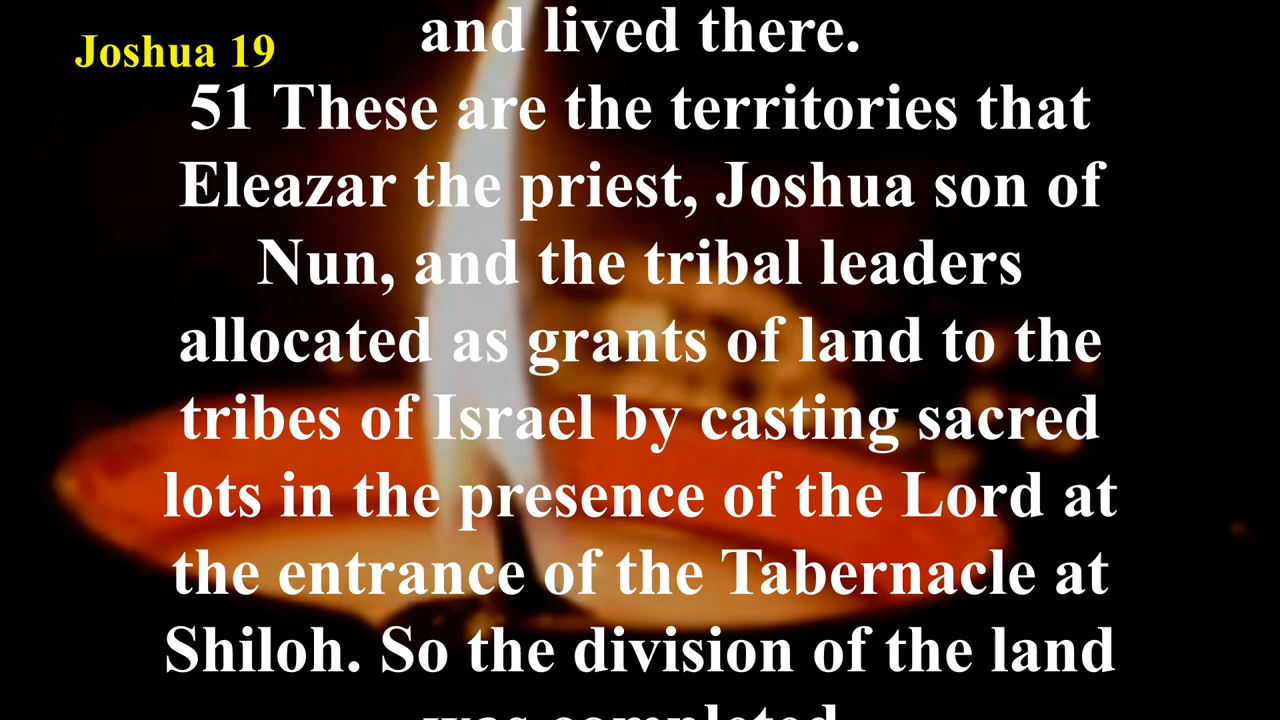 Joshua 19
and lived there.
51 These are the territories that
Eleazar the priest, Joshua son of
Nun, and the tribal leaders
allocated as grants of land to the
tribes of Israel by casting sacred
lots in the presence of the Lord at
the entrance of the Tabernacle at
Shiloh. So the division of the land
was completed